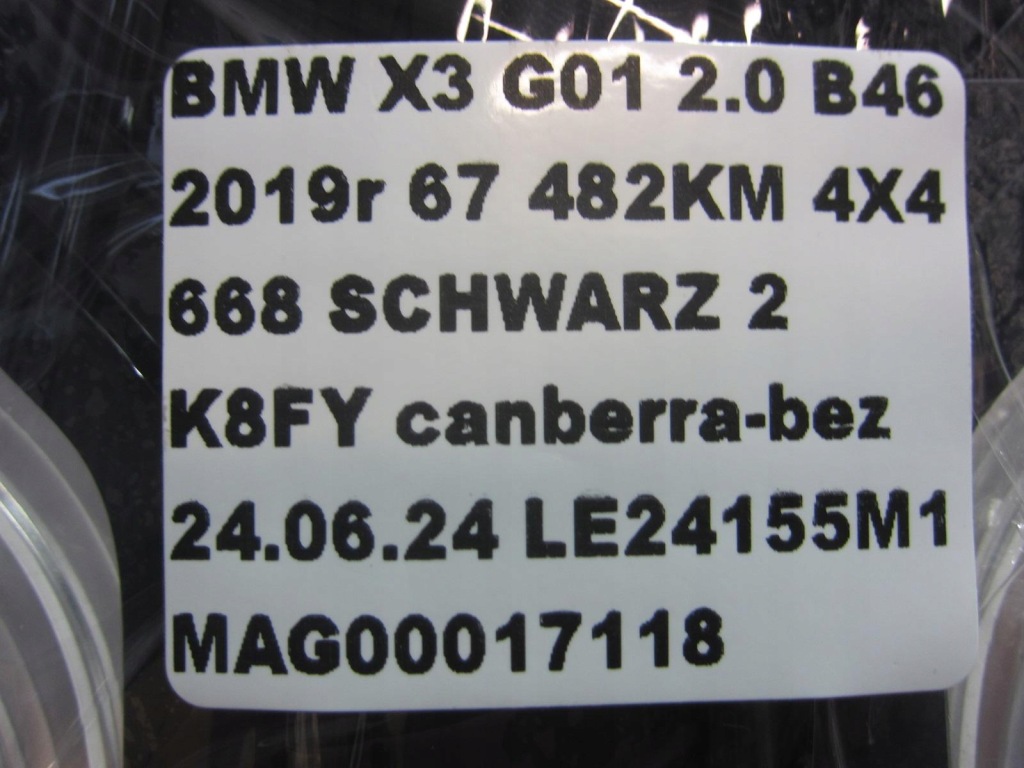 BMW X3 G01 2.0 B46
2019r 67 482KM 4X4
668 SCHWARZ 2
K8FY canberra-bez
24.06.24 LE24155M1
MAG00017118